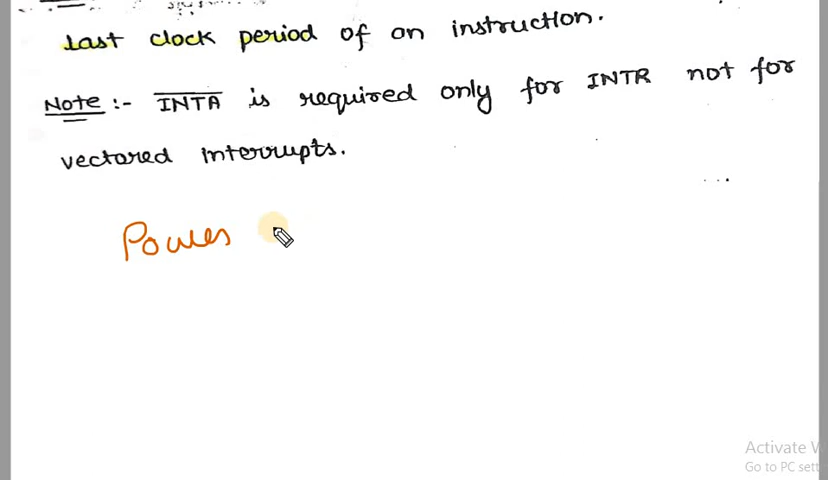 last clock period of an instruction.
Note :- I̅N̅T̅A̅ is required only for INTR not for
vectored interrupts.
...
Power
Activate W
Go to PC sett